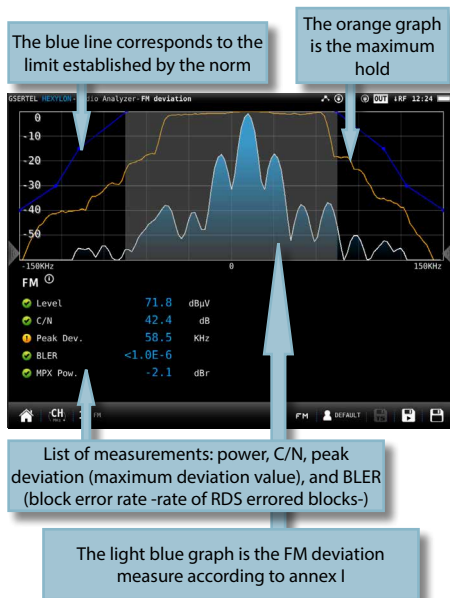 The blue line corresponds to the
limit established by the norm
The orange graph
is the maximum
hold
GSERTEL HEXYLON- dio Analyzer-FM deviation
OUT ↓RF 12:24
0
-10
-20
-30
-40
-50
-150KHz 0 150KHz
FM
Level 71.8 dBμV
C/N 42.4 dB
Peak Dev. 58.5 KHz
BLER <1.0E-6
MPX Pow. -2.1 dBr
CH FM FM DEFAULT
List of measurements: power, C/N, peak
deviation (maximum deviation value), and BLER
(block error rate -rate of RDS errored blocks-)
The light blue graph is the FM deviation
measure according to annex I